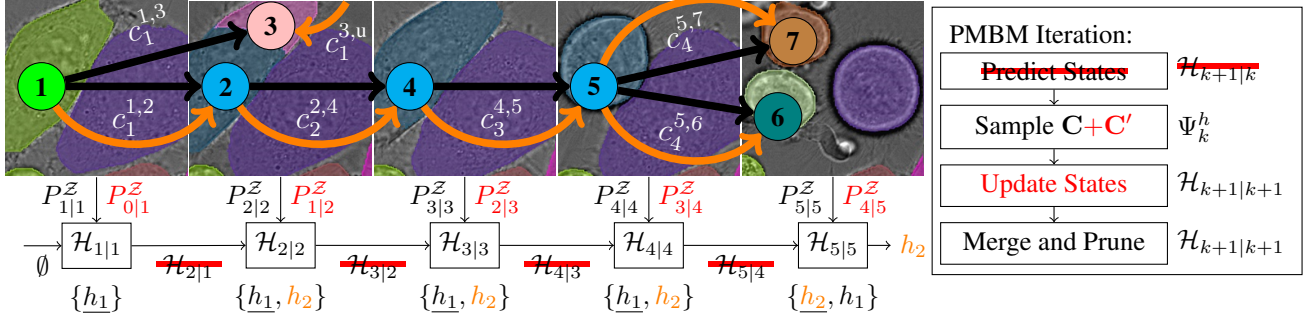 1 2 3 4 5 6 7
c_1^{1,3} c_1^{3,u} c_4^{5,7}
c_1^{1,2} c_2^{2,4} c_3^{4,5} c_4^{5,6}
P^Z_{1|1} P^Z_{0|1} P^Z_{2|2} P^Z_{1|2} P^Z_{3|3} P^Z_{2|3} P^Z_{4|4} P^Z_{3|4} P^Z_{5|5} P^Z_{4|5}
∅ H_{1|1} H_{2|2} H_{3|3} H_{4|4} H_{5|5} h_2
H_{2|1} H_{3|2} H_{4|3} H_{5|4}
{h_1} {h_1, h_2} {h_1, h_2} {h_1, h_2} {h_2, h_1}
PMBM Iteration:
Predict States H_{k+1|k}
Sample C+C′ Ψ_k^h
Update States H_{k+1|k+1}
Merge and Prune H_{k+1|k+1}